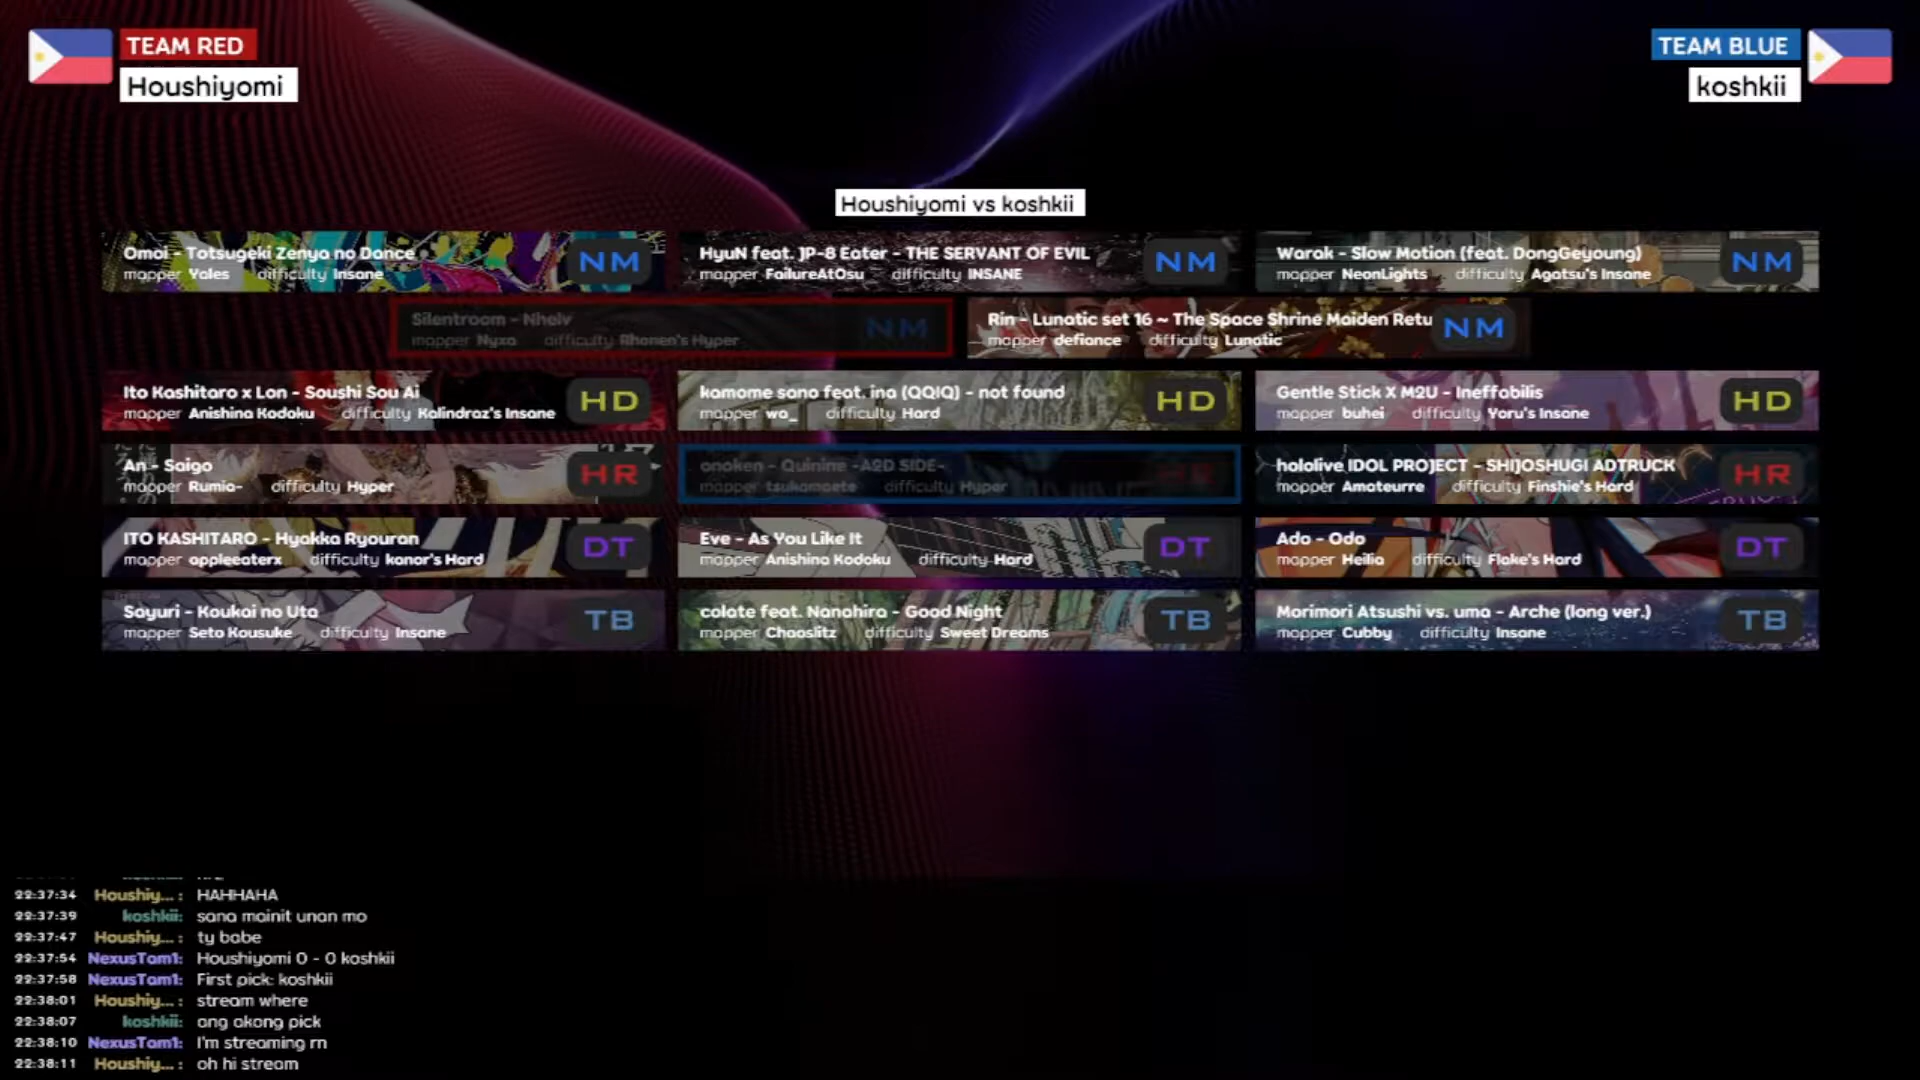 TEAM RED
Houshiyomi
TEAM BLUE
koshkii
Houshiyomi vs koshkii
Omoi - Totsugeki Zenya no Dance
mapper Yales difficulty Insane
NM
HyuN feat. JP-8 Eater - THE SERVANT OF EVIL
mapper FailureAtOsu difficulty INSANE
NM
Warak - Slow Motion (feat. DongGeyoung)
mapper NeonLights difficulty Agatsu's Insane
NM
Silentroom - Nhelv
mapper Nyxa difficulty Rhonen's Hyper
NM
Rin - Lunatic set 16 ~ The Space Shrine Maiden Retu
mapper defiance difficulty Lunatic
NM
Ito Kashitaro x Lon - Soushi Sou Ai
mapper Anishina Kodoku difficulty Kalindraz's Insane
HD
kamome sano feat. ina (QQIQ) - not found
mapper wa_ difficulty Hard
HD
Gentle Stick X M2U - Ineffabilis
mapper buhei difficulty Yoru's Insane
HD
An - Saigo
mapper Rumia- difficulty Hyper
HR
onoken - Quinine -A2D SIDE-
mapper tsukamaete difficulty Hyper
HR
hololive IDOL PROJECT - SHIJOSHUGI ADTRUCK
mapper Amateurre difficulty Finshie's Hard
HR
ITO KASHITARO - Hyakka Ryouran
mapper appleeaterx difficulty kanor's Hard
DT
Eve - As You Like It
mapper Anishina Kodoku difficulty Hard
DT
Ado - Odo
mapper Heilia difficulty Flake's Hard
DT
Sayuri - Koukai no Uta
mapper Seto Kousuke difficulty Insane
TB
colate feat. Nanahira - Good Night
mapper Chaoslitz difficulty Sweet Dreams
TB
Morimori Atsushi vs. uma - Arche (long ver.)
mapper Cubby difficulty Insane
TB
22:37:34 Houshiy... : HAHHAHA
22:37:39 koshkii: sana mainit unan mo
22:37:47 Houshiy... : ty babe
22:37:54 NexusTam1: Houshiyomi 0 - 0 koshkii
22:37:58 NexusTam1: First pick: koshkii
22:38:01 Houshiy... : stream where
22:38:07 koshkii: ang akong pick
22:38:10 NexusTam1: I'm streaming rn
22:38:11 Houshiy... : oh hi stream